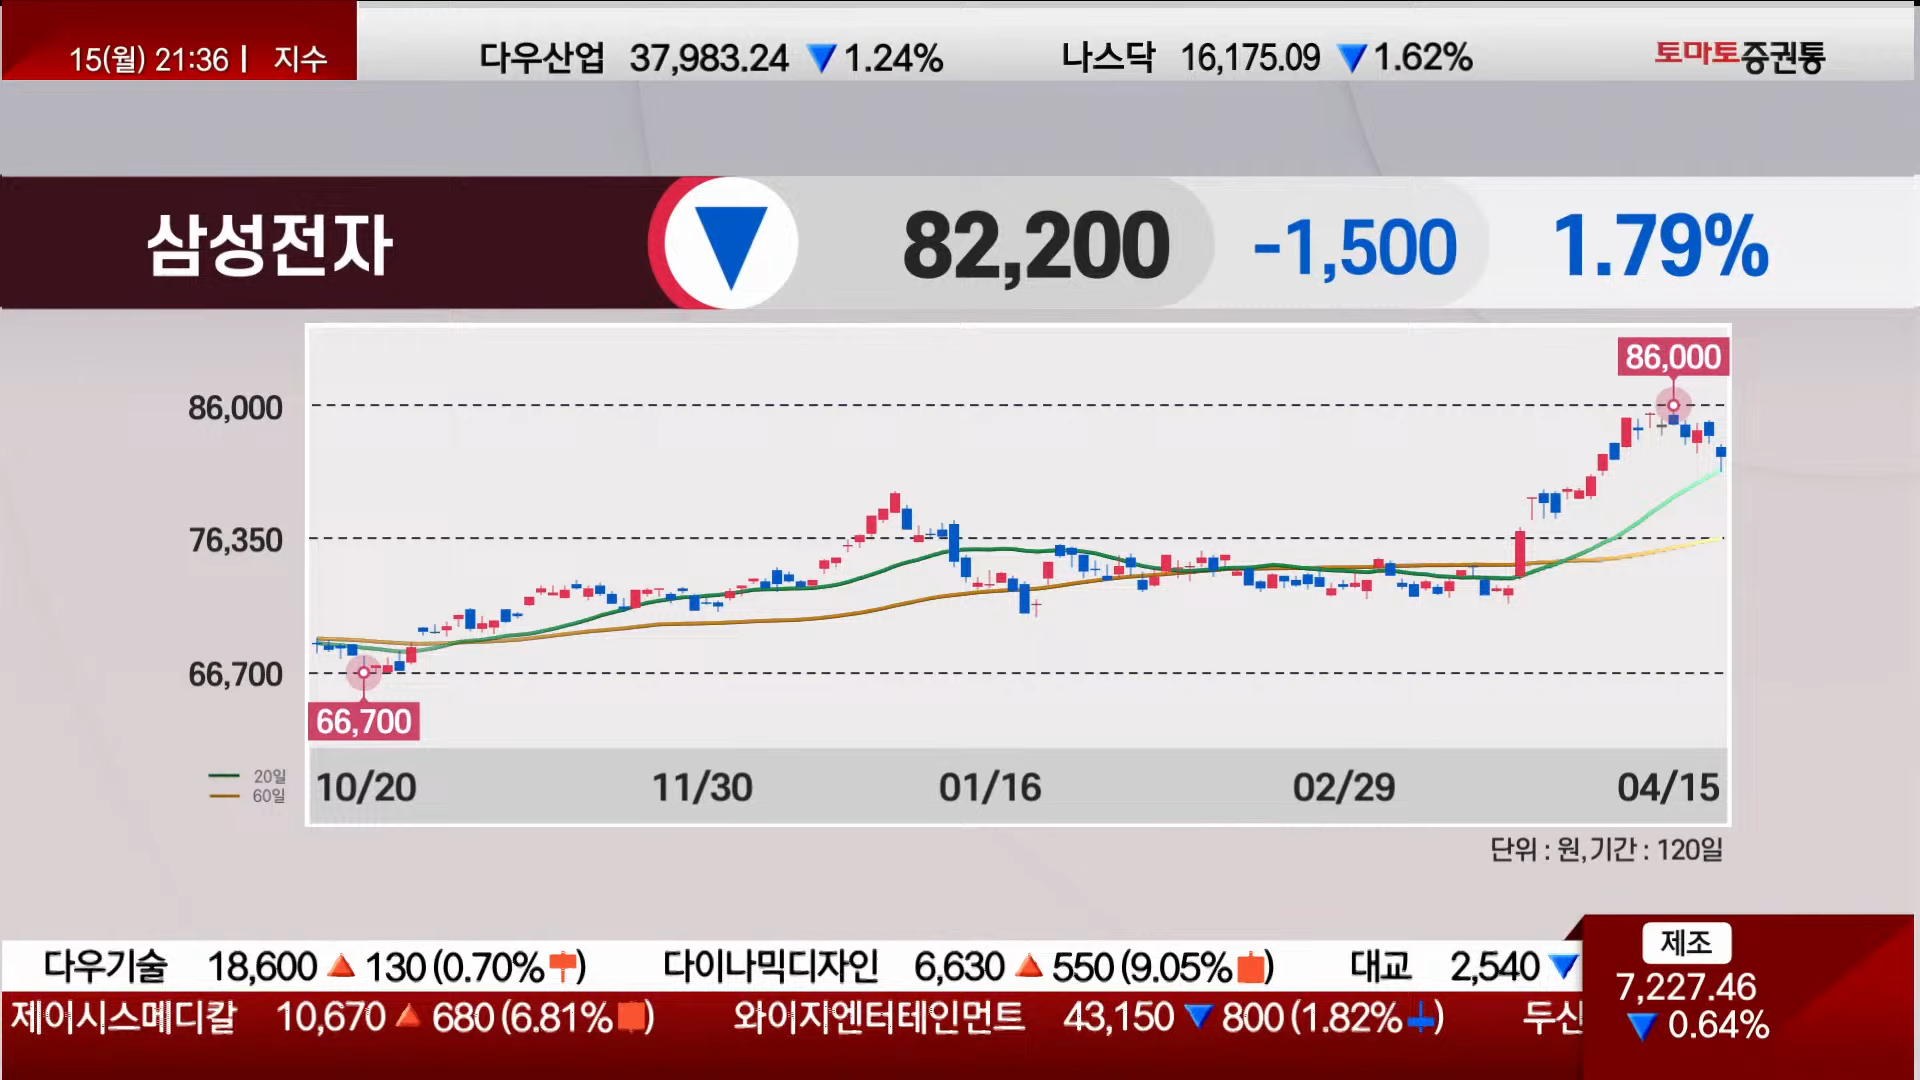 15(월) 21:36 | 지수 다우산업 37,983.24 ▼1.24% 나스닥 16,175.09 ▼1.62% 토마토증권통
삼성전자 ▼ 82,200 -1,500 1.79%
86,000
86,000
76,350
66,700
66,700
20일
60일
10/20 11/30 01/16 02/29 04/15
단위 : 원, 기간 : 120일
다우기술 18,600 ▲ 130 (0.70%) 다이나믹디자인 6,630 ▲ 550 (9.05%) 대교 2,540 ▼
제이시스메디칼 10,670 ▲ 680 (6.81%) 와이지엔터테인먼트 43,150 ▼ 800 (1.82%) 두산
제조
7,227.46
▼ 0.64%